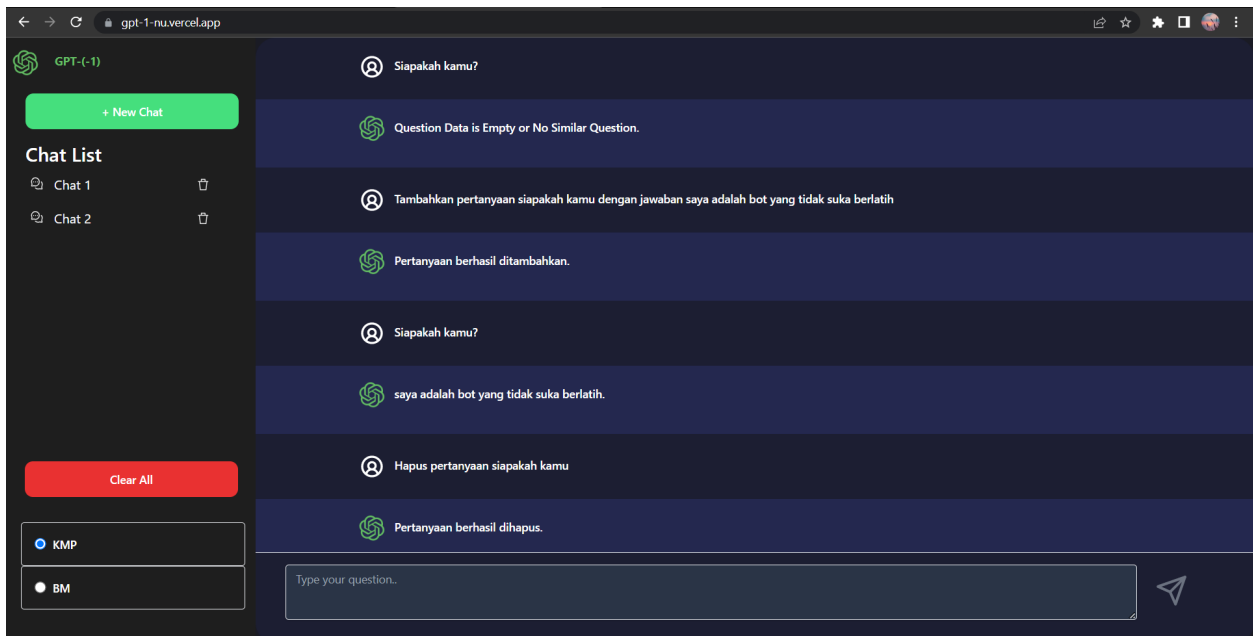 gpt-1-nu.vercel.app
GPT-(-1)
+ New Chat
Chat List
Chat 1
Chat 2
Clear All
KMP
BM
Siapakah kamu?
Question Data is Empty or No Similar Question.
Tambahkan pertanyaan siapakah kamu dengan jawaban saya adalah bot yang tidak suka berlatih
Pertanyaan berhasil ditambahkan.
Siapakah kamu?
saya adalah bot yang tidak suka berlatih.
Hapus pertanyaan siapakah kamu
Pertanyaan berhasil dihapus.
Type your question..